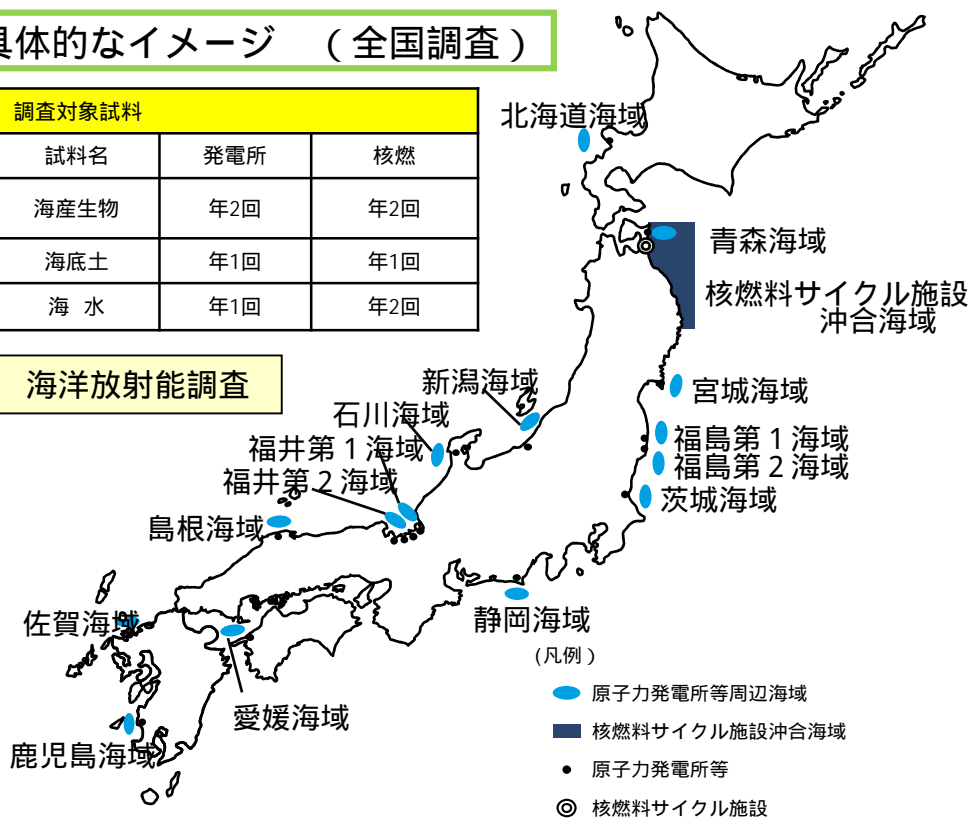 具体的なイメージ （全国調査）
調査対象試料
試料名 発電所 核燃
海産生物 年2回 年2回
海底土 年1回 年1回
海 水 年1回 年2回
海洋放射能調査
北海道海域
青森海域
核燃料サイクル施設
沖合海域
宮城海域
福島第１海域
福島第２海域
茨城海域
新潟海域
石川海域
福井第１海域
福井第２海域
島根海域
佐賀海域
静岡海域
愛媛海域
鹿児島海域
(凡例）
原子力発電所等周辺海域
核燃料サイクル施設沖合海域
原子力発電所等
核燃料サイクル施設